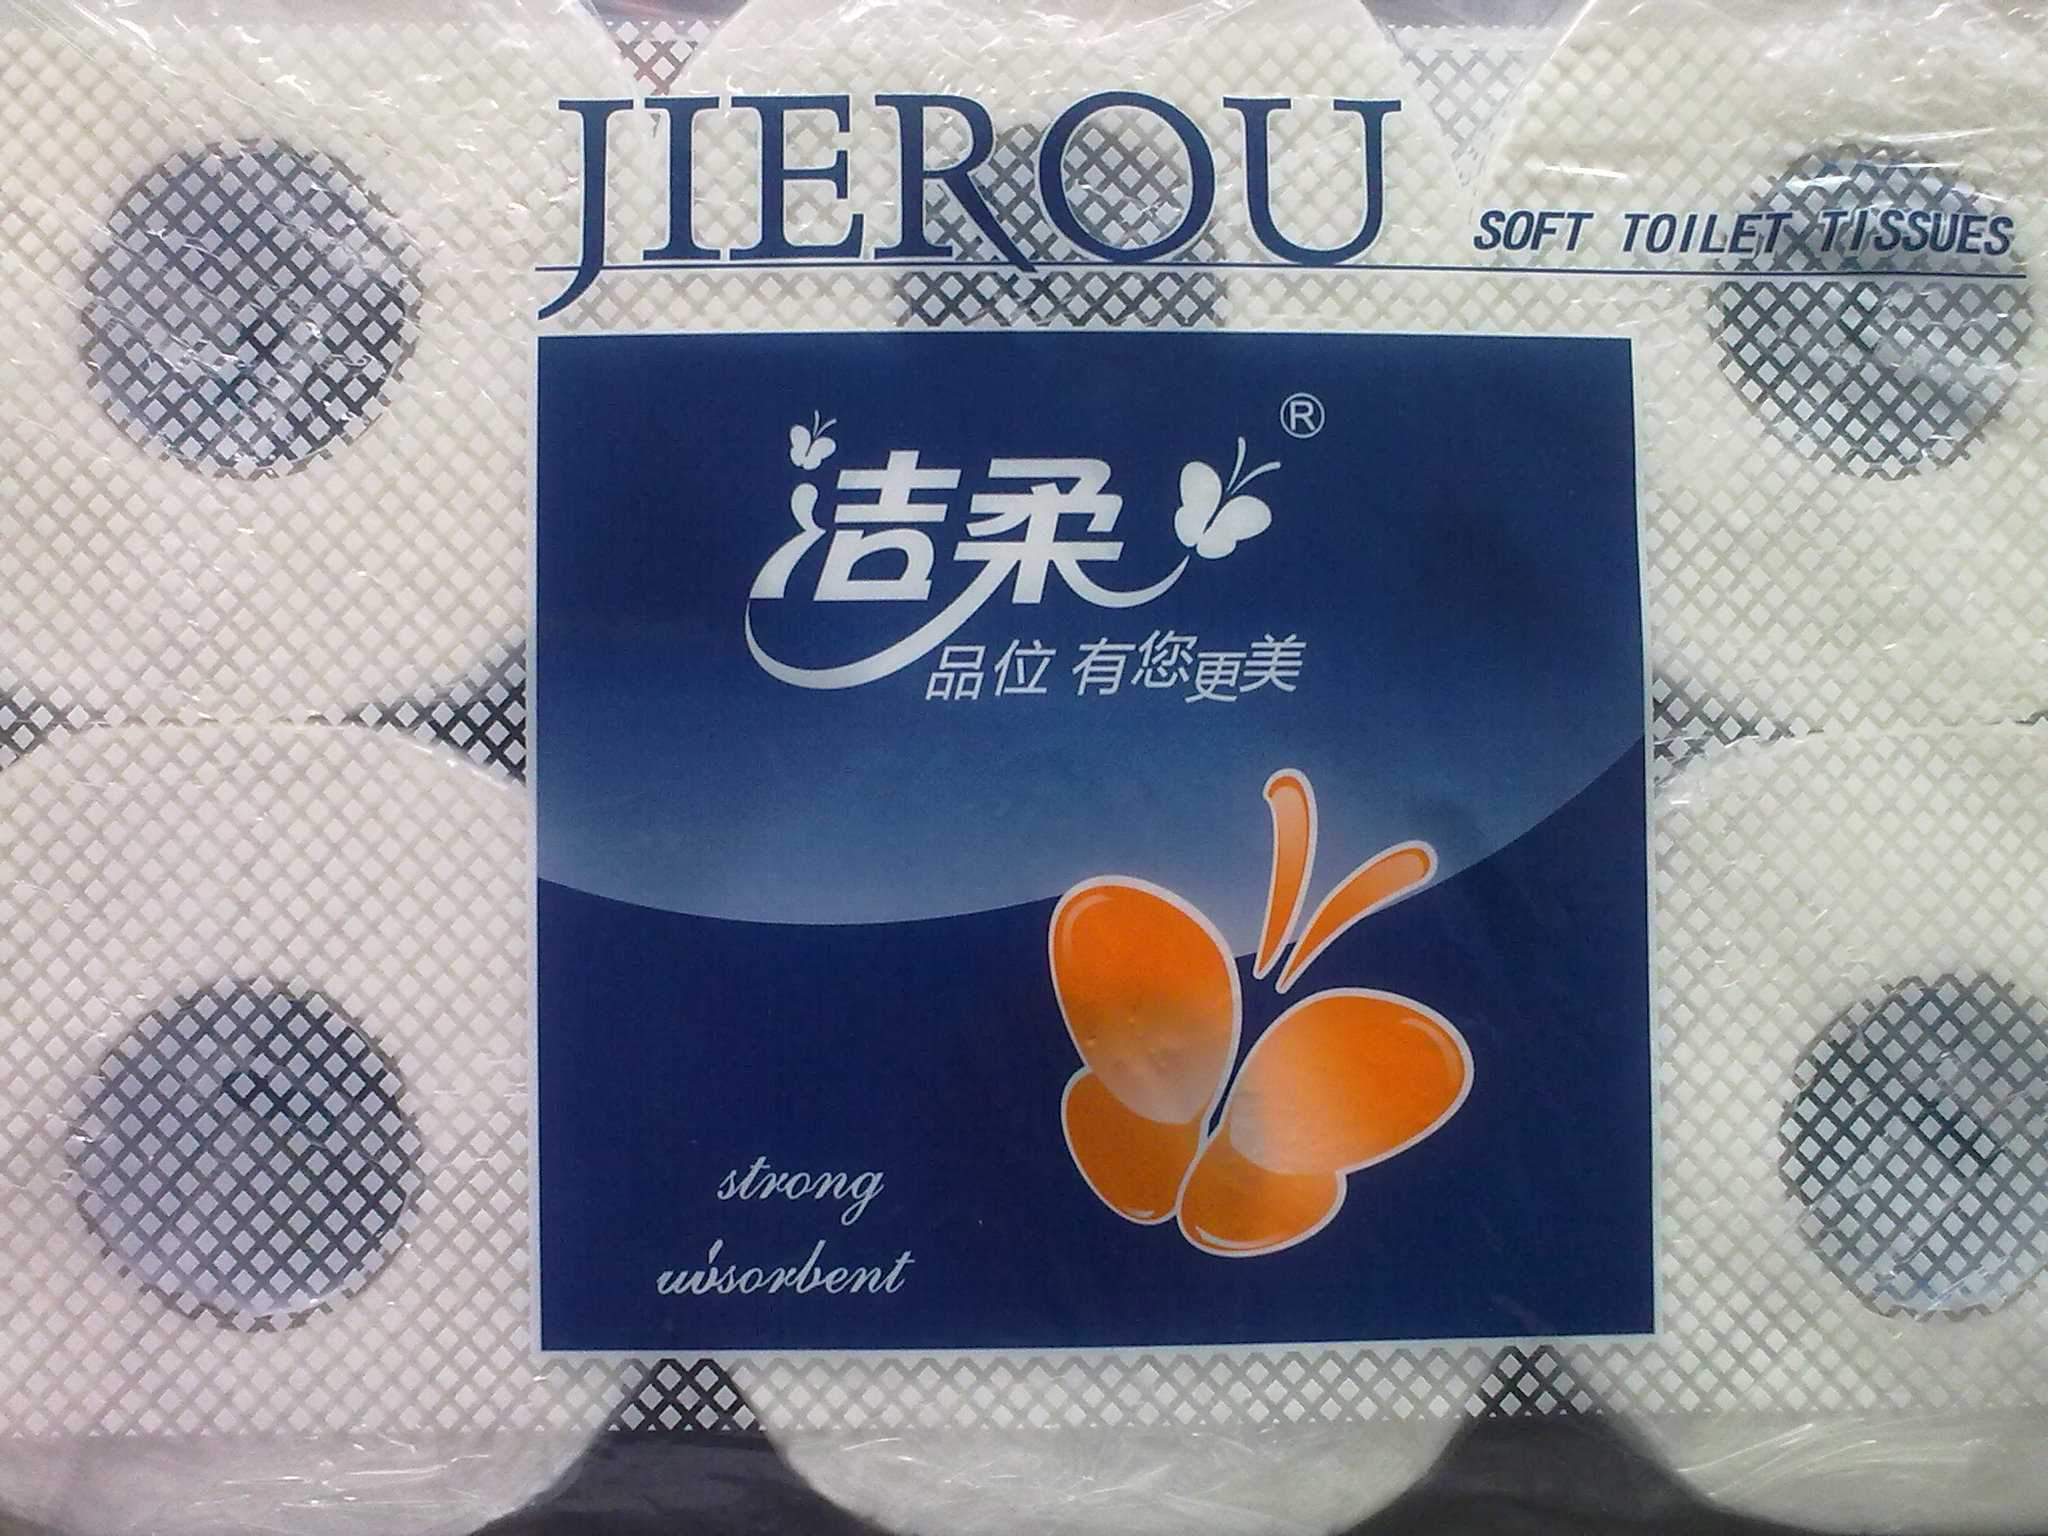 JIEROU
SOFT TOILET TISSUES
洁柔®
品位 有您更美
strong
absorbent